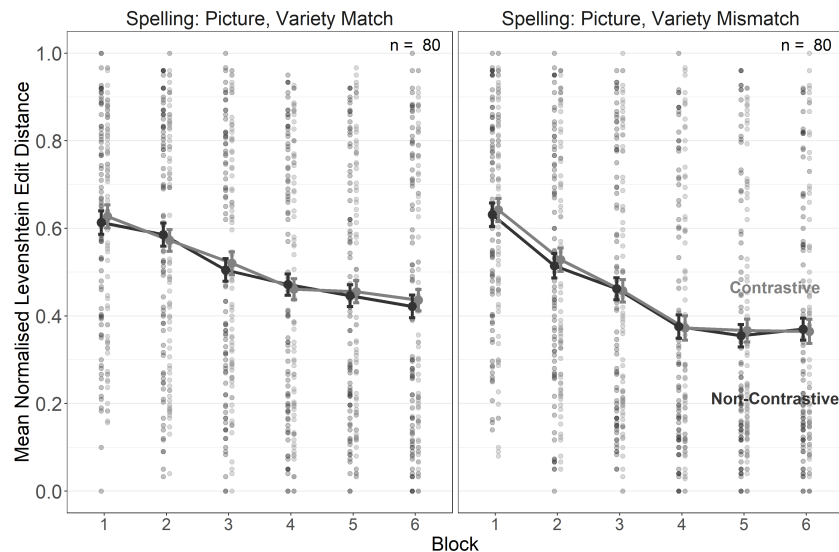 Spelling: Picture, Variety Match
Spelling: Picture, Variety Mismatch
n = 80
n = 80
Mean Normalised Levenshtein Edit Distance
1.0
0.8
0.6
0.4
0.2
0.0
Contrastive
Non-Contrastive
1 2 3 4 5 6
1 2 3 4 5 6
Block